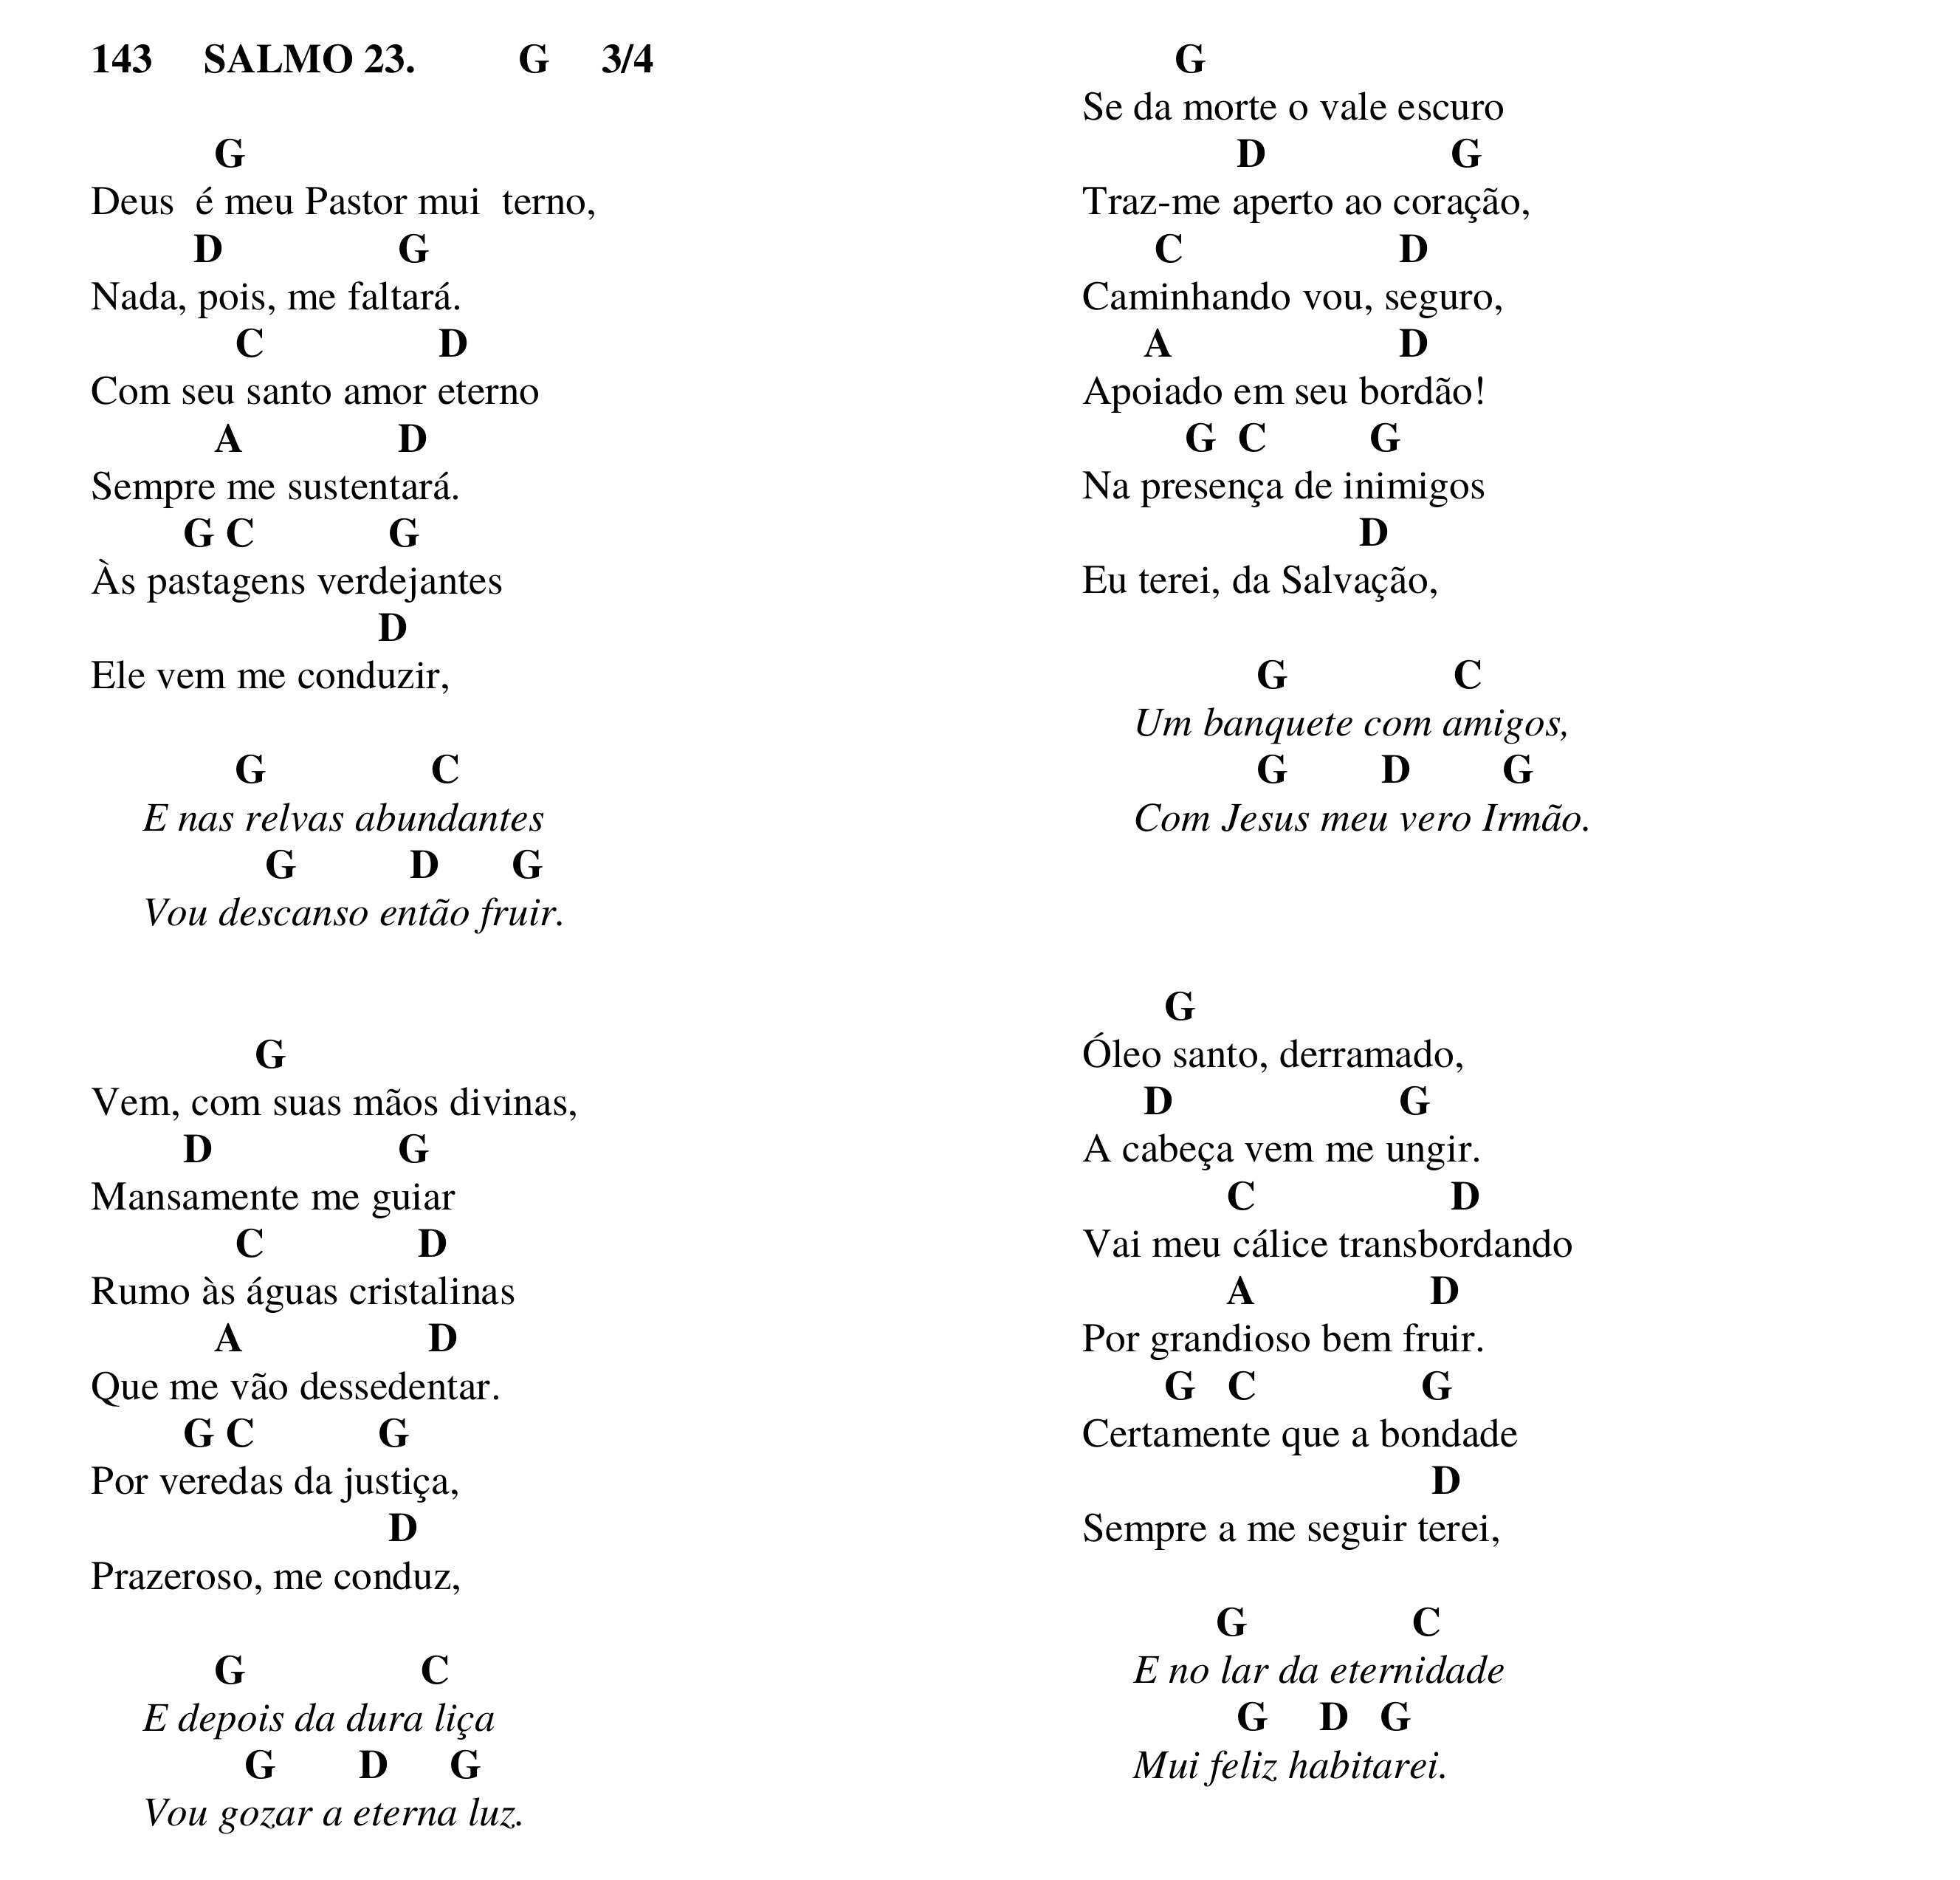 143 SALMO 23. G 3/4
G
Deus é meu Pastor mui terno,
D G
Nada, pois, me faltará.
C D
Com seu santo amor eterno
A D
Sempre me sustentará.
G C G
Às pastagens verdejantes
D
Ele vem me conduzir,
G C
E nas relvas abundantes
G D G
Vou descanso então fruir.
G
Vem, com suas mãos divinas,
D G
Mansamente me guiar
C D
Rumo às águas cristalinas
A D
Que me vão dessedentar.
G C G
Por veredas da justiça,
D
Prazeroso, me conduz,
G C
E depois da dura liça
G D G
Vou gozar a eterna luz.
G
Se da morte o vale escuro
D G
Traz-me aperto ao coração,
C D
Caminhando vou, seguro,
A D
Apoiado em seu bordão!
G C G
Na presença de inimigos
D
Eu terei, da Salvação,
G C
Um banquete com amigos,
G D G
Com Jesus meu vero Irmão.
G
Óleo santo, derramado,
D G
A cabeça vem me ungir.
C D
Vai meu cálice transbordando
A D
Por grandioso bem fruir.
G C G
Certamente que a bondade
D
Sempre a me seguir terei,
G C
E no lar da eternidade
G D G
Mui feliz habitarei.